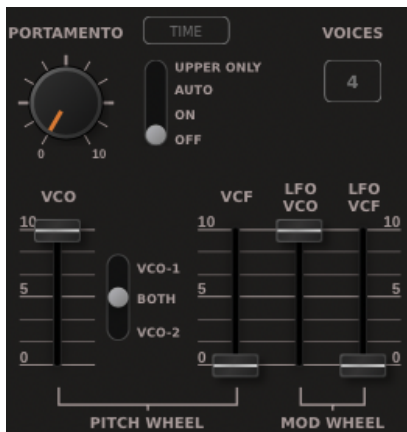 PORTAMENTO TIME VOICES
UPPER ONLY
AUTO
4
ON
OFF
0 10
VCO VCF LFO VCO LFO VCF
10 10 10
VCO-1
5 BOTH 5 5
VCO-2
0 0 0
PITCH WHEEL MOD WHEEL